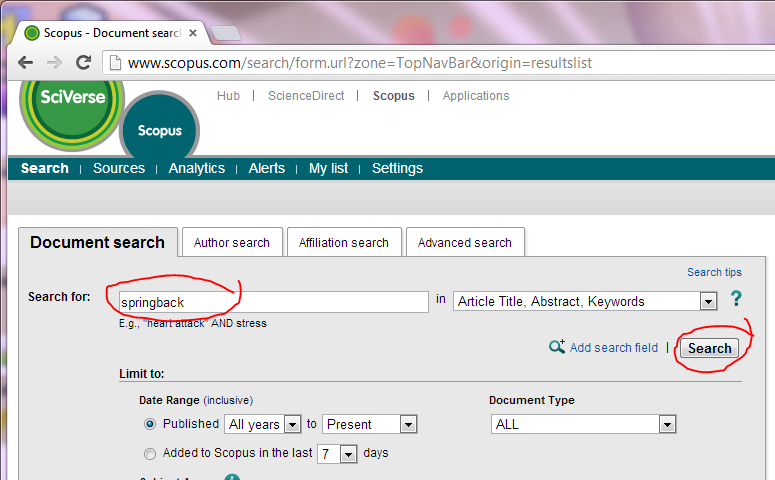 Scopus - Document searc
www.scopus.com/search/form.url?zone=TopNavBar&origin=resultslist
SciVerse
Scopus
Hub | ScienceDirect | Scopus | Applications
Search | Sources | Analytics | Alerts | My list | Settings
Document search
Author search
Affiliation search
Advanced search
Search tips
Search for:
springback
in
Article Title, Abstract, Keywords
?
E.g., "heart attack" AND stress
Add search field | Search
Limit to:
Date Range (inclusive)
Document Type
Published All years to Present
ALL
Added to Scopus in the last 7 days